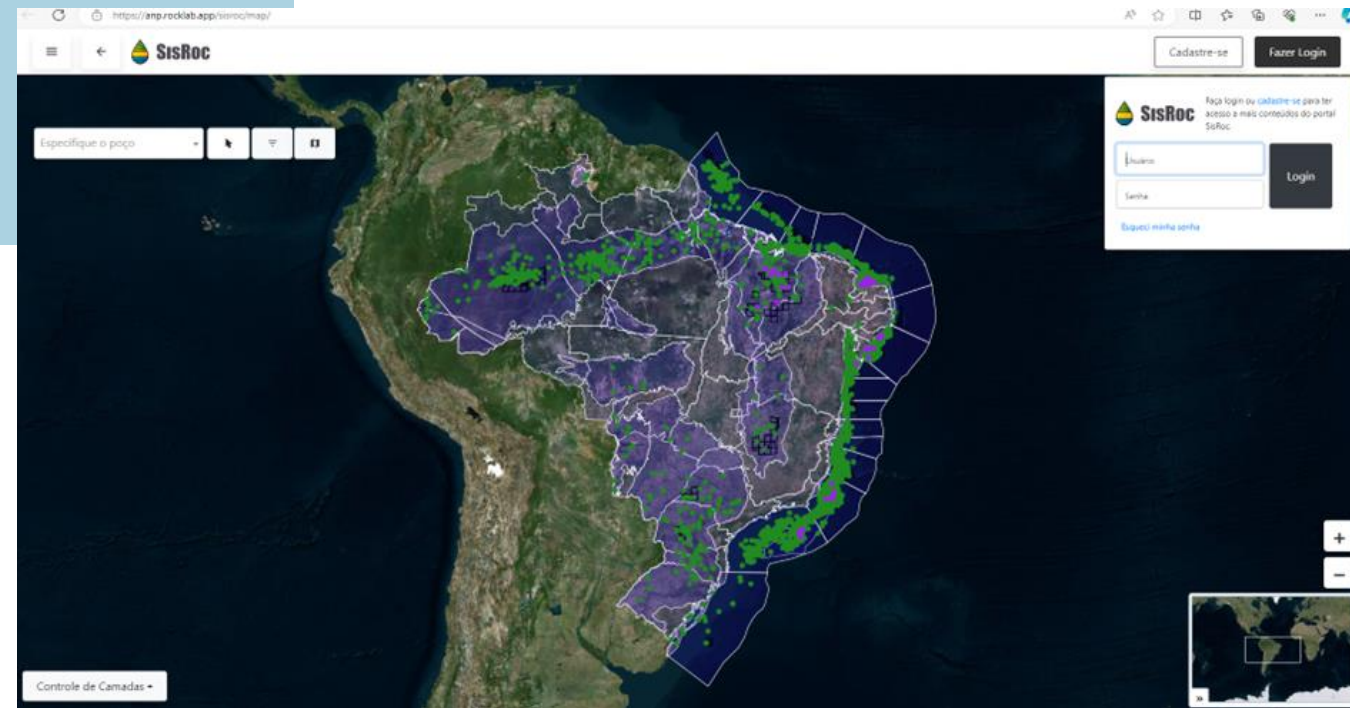 https://anp.rocklab.app/sisroc/map/
SisRoc
Cadastre-se
Fazer Login
Especifique o poço
SisRoc
Faça login ou cadastre-se para ter
acesso a mais conteúdos do portal
SisRoc
Usuário
Senha
Login
Esqueci minha senha
+
−
Controle de Camadas
»